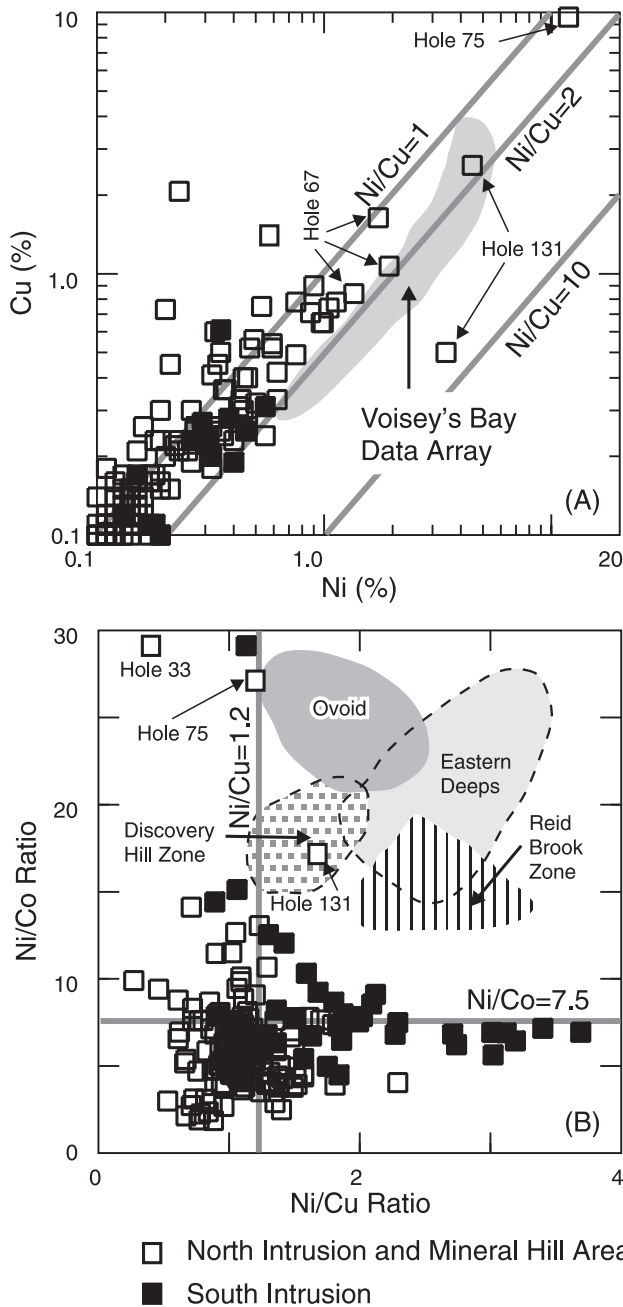 10
Hole 75
Ni/Cu=1
Ni/Cu=2
Hole 67
Cu (%)
1.0
Hole 131
Ni/Cu=10
Voisey's Bay
Data Array
(A)
0.1
0.1
1.0
10
20
Ni (%)
30
Hole 33
Hole 75
Ni/Cu=1.2
Ovoid
Eastern
Deeps
20
Discovery
Hill Zone
Reid
Brook
Zone
Hole 131
Ni/Co Ratio
10
Ni/Co=7.5
(B)
0
0
2
4
Ni/Cu Ratio
North Intrusion and Mineral Hill Area
South Intrusion